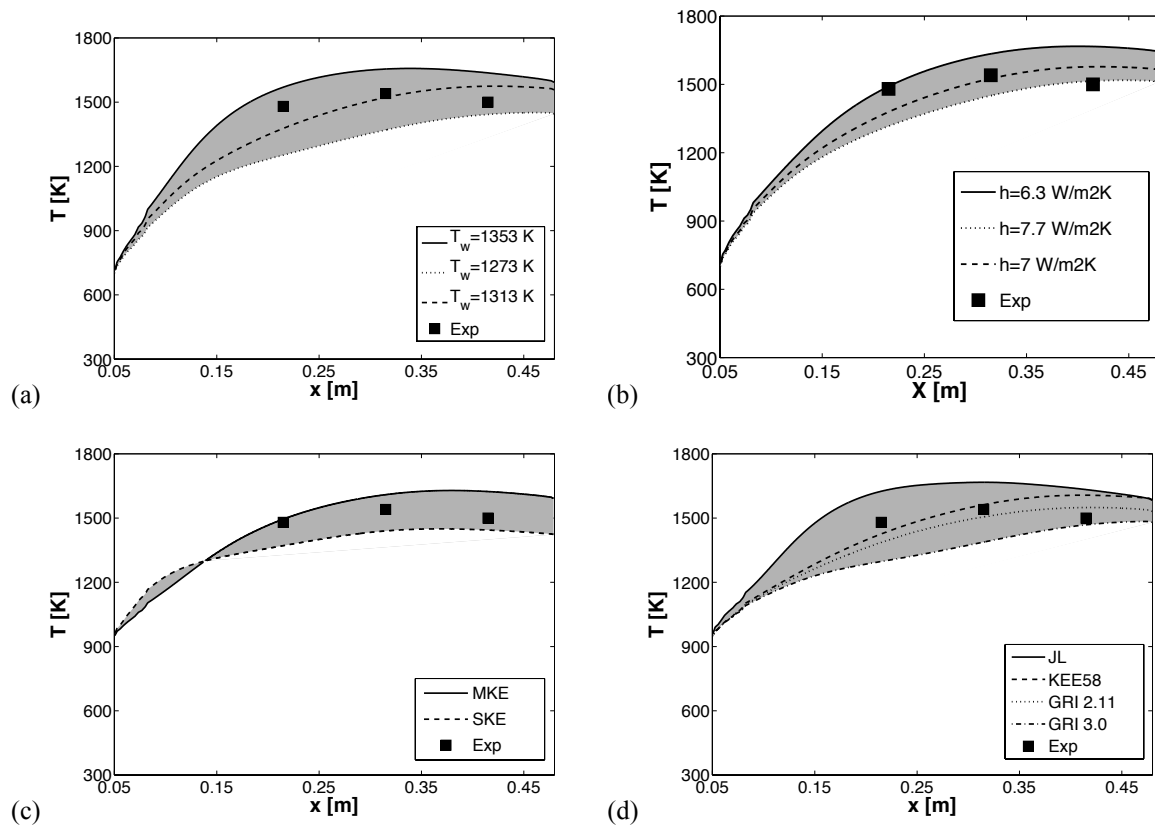 1800
1500
1200
900
600
300
T [K]
0.05
0.15
0.25
0.35
0.45
x [m]
T_w=1353 K
T_w=1273 K
T_w=1313 K
Exp
(a)
1800
1500
1200
900
600
300
T [K]
0.05
0.15
0.25
0.35
0.45
X [m]
h=6.3 W/m2K
h=7.7 W/m2K
h=7 W/m2K
Exp
(b)
1800
1500
1200
900
600
300
T [K]
0.05
0.15
0.25
0.35
0.45
x [m]
MKE
SKE
Exp
(c)
1800
1500
1200
900
600
300
T [K]
0.05
0.15
0.25
0.35
0.45
x [m]
JL
KEE58
GRI 2.11
GRI 3.0
Exp
(d)